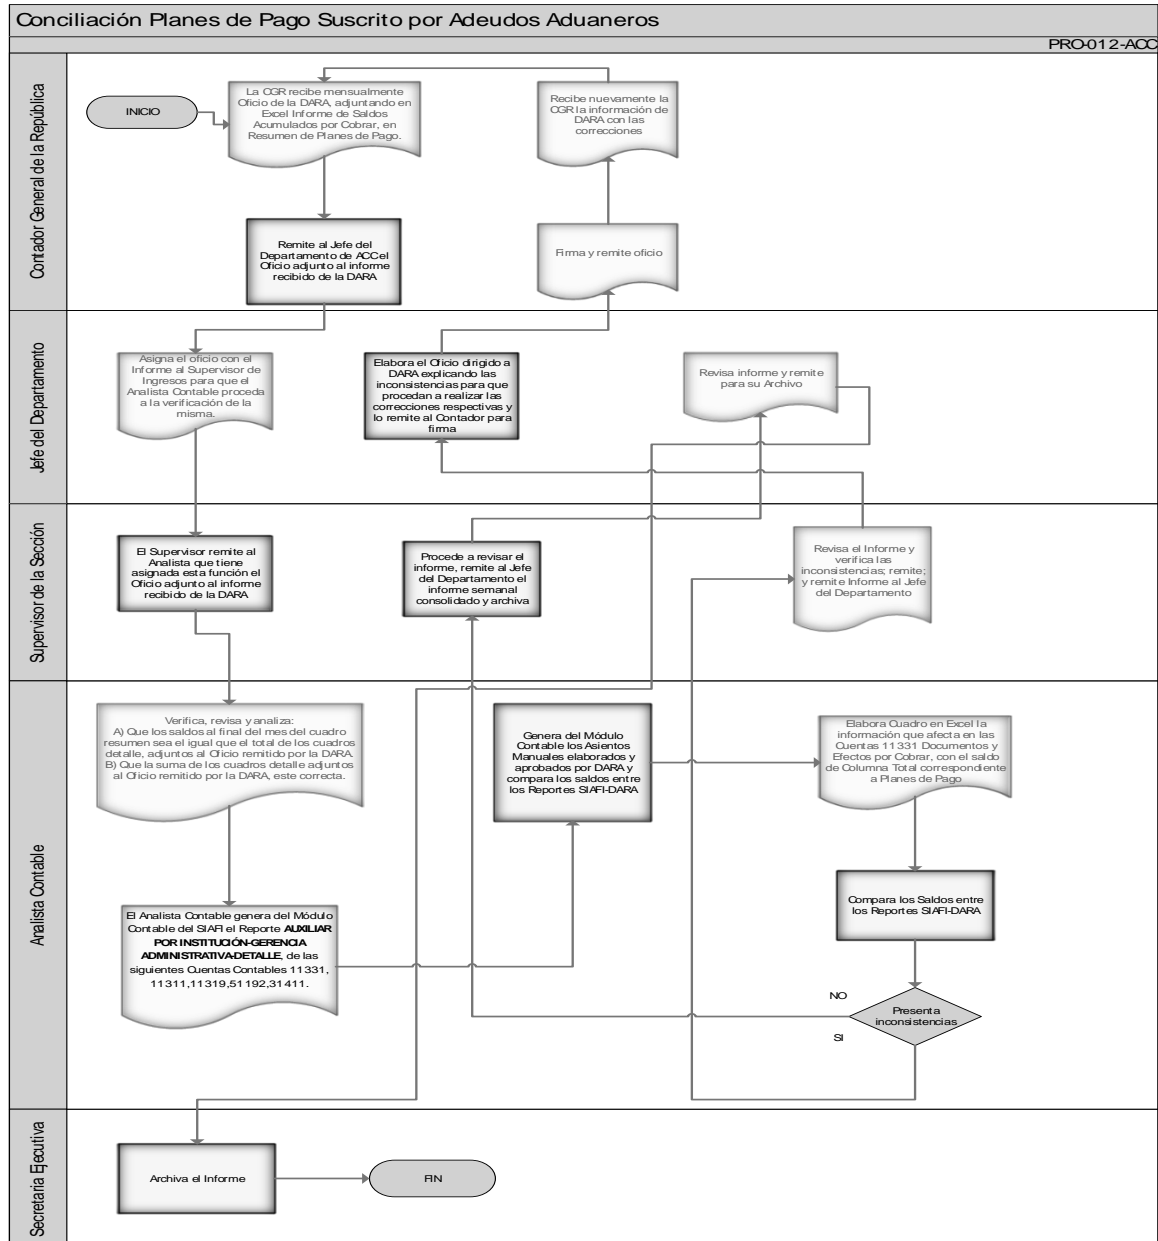 Conciliación Planes de Pago Suscrito por Adeudos Aduaneros
PRO-012-ACC
Contador General de la República
INICIO
La CGR recibe mensualmente
Oficio de la DARA, adjuntando en
Excel Informe de Saldos
Acumulados por Cobrar, en
Resumen de Planes de Pago.
Recibe nuevamente la
CGR la información de
DARA con las
correcciones
Remite al Jefe del
Departamento de ACC el
Oficio adjunto al informe
recibido de la DARA
Firma y remite oficio
Jefe del Departamento
Asigna el oficio con el
Informe al Supervisor de
Ingresos para que el
Analista Contable proceda
a la verificación de la
misma.
Elabora el Oficio dirigido a
DARA explicando las
inconsistencias para que
procedan a realizar las
correcciones respectivas y
lo remite al Contador para
firma
Revisa informe y remite
para su Archivo
Supervisor de la Sección
El Supervisor remite al
Analista que tiene
asignada esta función el
Oficio adjunto al informe
recibido de la DARA
Procede a revisar el
informe, remite al Jefe
del Departamento el
informe semanal
consolidado y archiva
Revisa el Informe y
verifica las
inconsistencias; remite;
y remite Informe al Jefe
del Departamento
Analista Contable
Verifica, revisa y analiza:
A) Que los saldos al final del mes del cuadro
resumen sea el igual que el total de los cuadros
detalle, adjuntos al Oficio remitido por la DARA.
B) Que la suma de los cuadros detalle adjuntos
al Oficio remitido por la DARA, este correcta.
Genera del Módulo
Contable los Asientos
Manuales elaborados y
aprobados por DARA y
compara los saldos entre
los Reportes SIAFI-DARA
Elabora Cuadro en Excel la
información que afecta en las
Cuentas 11331 Documentos y
Efectos por Cobrar, con el saldo
de Columna Total correspondiente
a Planes de Pago
El Analista Contable genera del Módulo
Contable del SIAFI el Reporte AUXILIAR
POR INSTITUCIÓN-GERENCIA
ADMINISTRATIVA-DETALLE, de las
siguientes Cuentas Contables 11331,
11311,11319,51192,31411.
Compara los Saldos entre
los Reportes SIAFI-DARA
NO
Presenta
inconsistencias
SI
Secretaria Ejecutiva
Archiva el Informe
FIN